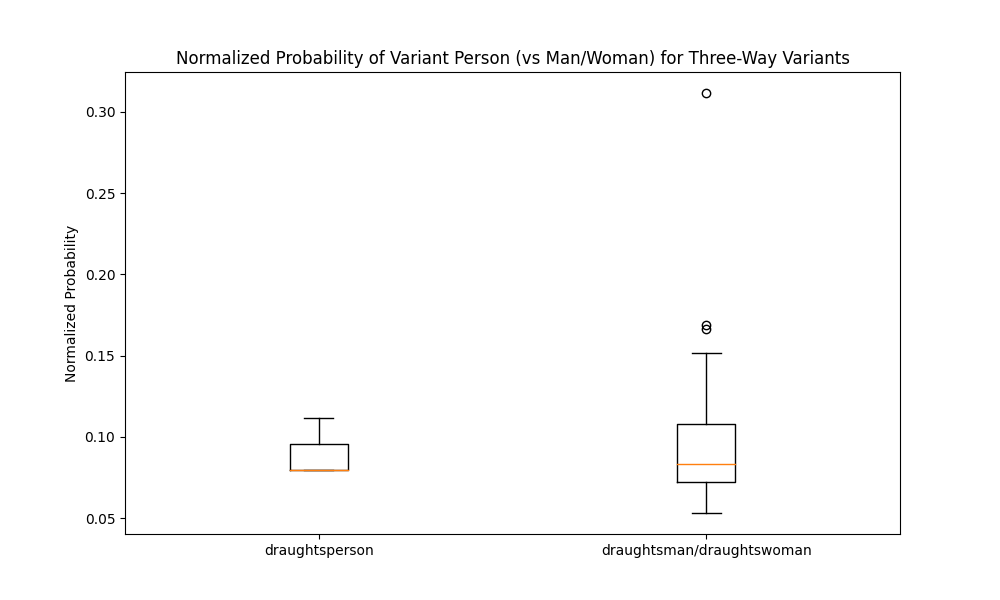 Normalized Probability of Variant Person (vs Man/Woman) for Three-Way Variants
Normalized Probability
0.30
0.25
0.20
0.15
0.10
0.05
draughtsperson
draughtsman/draughtswoman